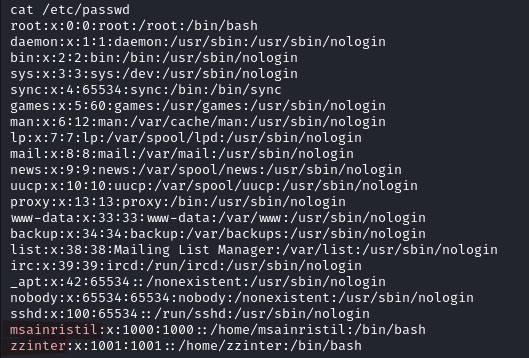 cat /etc/passwd
root:x:0:0:root:/root:/bin/bash
daemon:x:1:1:daemon:/usr/sbin:/usr/sbin/nologin
bin:x:2:2:bin:/bin:/usr/sbin/nologin
sys:x:3:3:sys:/dev:/usr/sbin/nologin
sync:x:4:65534:sync:/bin:/bin/sync
games:x:5:60:games:/usr/games:/usr/sbin/nologin
man:x:6:12:man:/var/cache/man:/usr/sbin/nologin
lp:x:7:7:lp:/var/spool/lpd:/usr/sbin/nologin
mail:x:8:8:mail:/var/mail:/usr/sbin/nologin
news:x:9:9:news:/var/spool/news:/usr/sbin/nologin
uucp:x:10:10:uucp:/var/spool/uucp:/usr/sbin/nologin
proxy:x:13:13:proxy:/bin:/usr/sbin/nologin
www-data:x:33:33:www-data:/var/www:/usr/sbin/nologin
backup:x:34:34:backup:/var/backups:/usr/sbin/nologin
list:x:38:38:Mailing List Manager:/var/list:/usr/sbin/nologin
irc:x:39:39:ircd:/run/ircd:/usr/sbin/nologin
_apt:x:42:65534::/nonexistent:/usr/sbin/nologin
nobody:x:65534:65534:nobody:/nonexistent:/usr/sbin/nologin
sshd:x:100:65534::/run/sshd:/usr/sbin/nologin
msainristil:x:1000:1000::/home/msainristil:/bin/bash
zzinter:x:1001:1001::/home/zzinter:/bin/bash